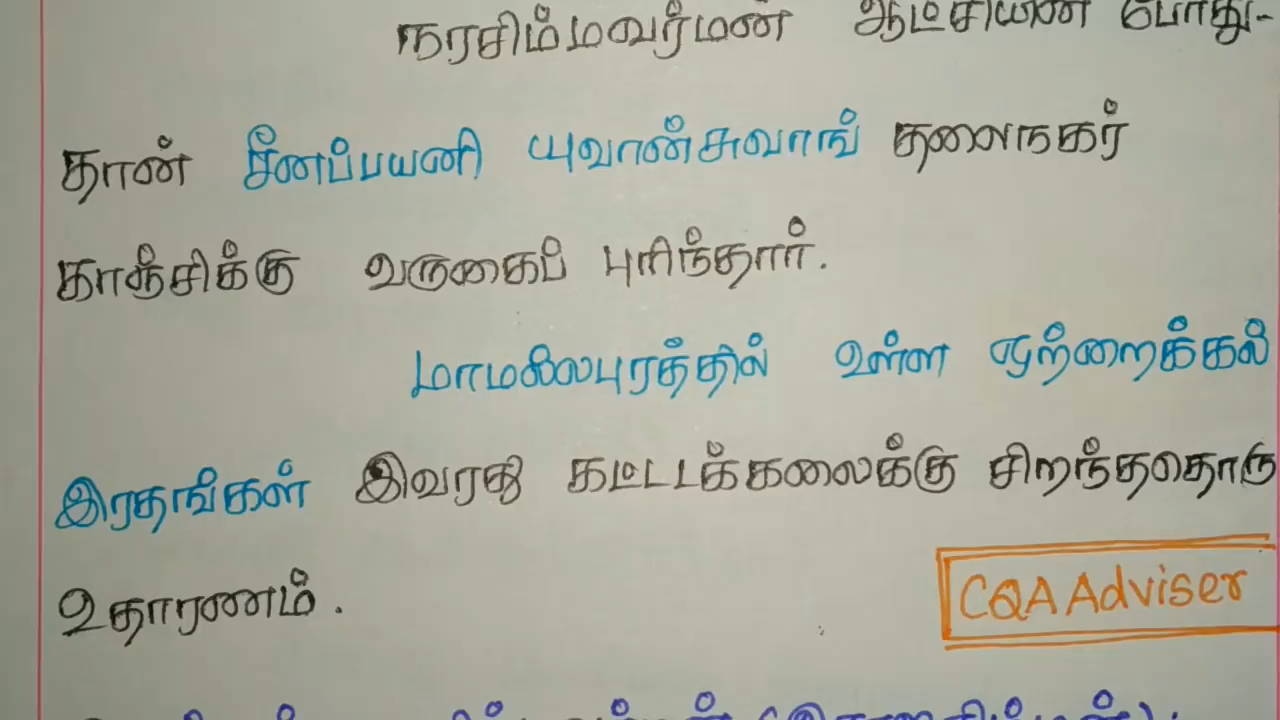 நரசிம்மவர்மன் ஆட்சியின் போது-
தான் சீனப்பயணி யுவான்சுவாங் தலைநகர்
காஞ்சிக்கு வருகைப் புரிந்தார்.
மாமல்லபுரத்தில் உள்ள ஒற்றைக்கல்
இரதங்கள் இவரது கட்டடக்கலைக்கு சிறந்ததொரு
உதாரணம்.
CQA Adviser